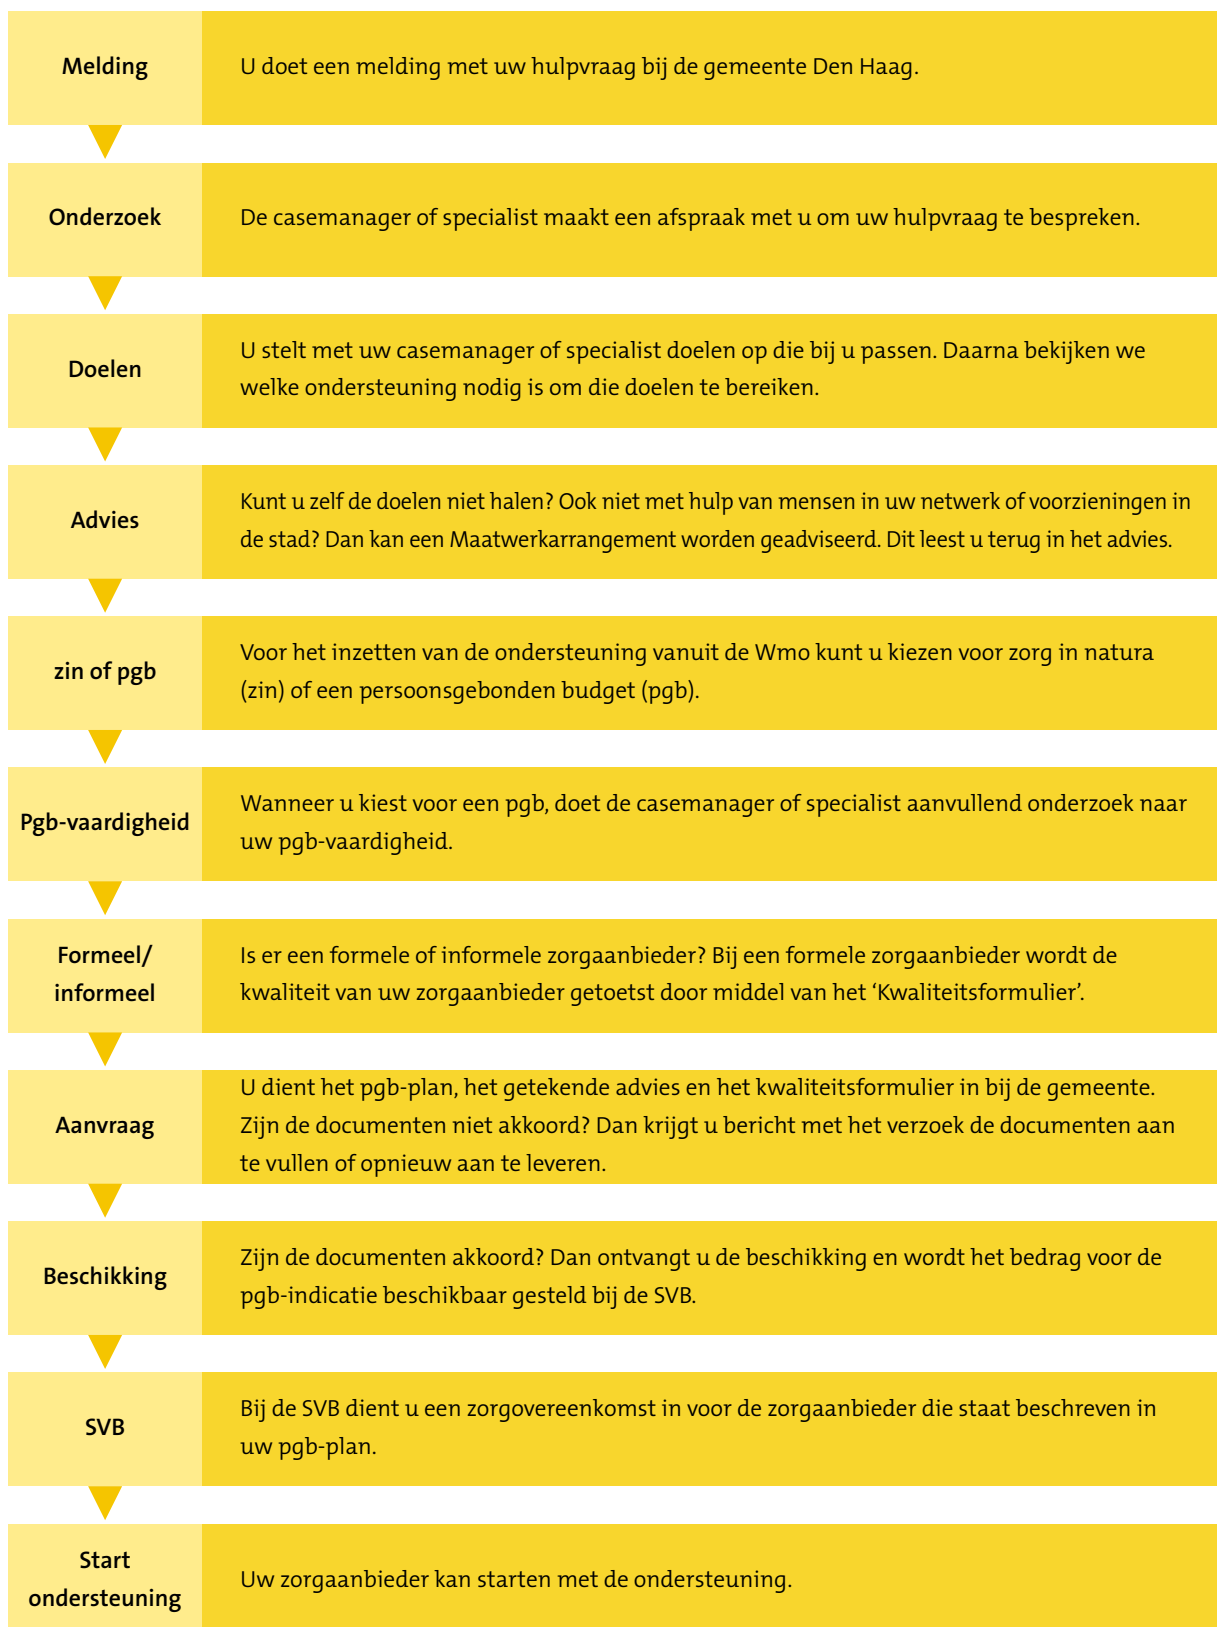 Melding
U doet een melding met uw hulpvraag bij de gemeente Den Haag.
Onderzoek
De casemanager of specialist maakt een afspraak met u om uw hulpvraag te bespreken.
Doelen
U stelt met uw casemanager of specialist doelen op die bij u passen. Daarna bekijken we
welke ondersteuning nodig is om die doelen te bereiken.
Advies
Kunt u zelf de doelen niet halen? Ook niet met hulp van mensen in uw netwerk of voorzieningen in
de stad? Dan kan een Maatwerkarrangement worden geadviseerd. Dit leest u terug in het advies.
zin of pgb
Voor het inzetten van de ondersteuning vanuit de Wmo kunt u kiezen voor zorg in natura
(zin) of een persoonsgebonden budget (pgb).
Pgb-vaardigheid
Wanneer u kiest voor een pgb, doet de casemanager of specialist aanvullend onderzoek naar
uw pgb-vaardigheid.
Formeel/
informeel
Is er een formele of informele zorgaanbieder? Bij een formele zorgaanbieder wordt de
kwaliteit van uw zorgaanbieder getoetst door middel van het ‘Kwaliteitsformulier’.
Aanvraag
U dient het pgb-plan, het getekende advies en het kwaliteitsformulier in bij de gemeente.
Zijn de documenten niet akkoord? Dan krijgt u bericht met het verzoek de documenten aan
te vullen of opnieuw aan te leveren.
Beschikking
Zijn de documenten akkoord? Dan ontvangt u de beschikking en wordt het bedrag voor de
pgb-indicatie beschikbaar gesteld bij de SVB.
SVB
Bij de SVB dient u een zorgovereenkomst in voor de zorgaanbieder die staat beschreven in
uw pgb-plan.
Start
ondersteuning
Uw zorgaanbieder kan starten met de ondersteuning.